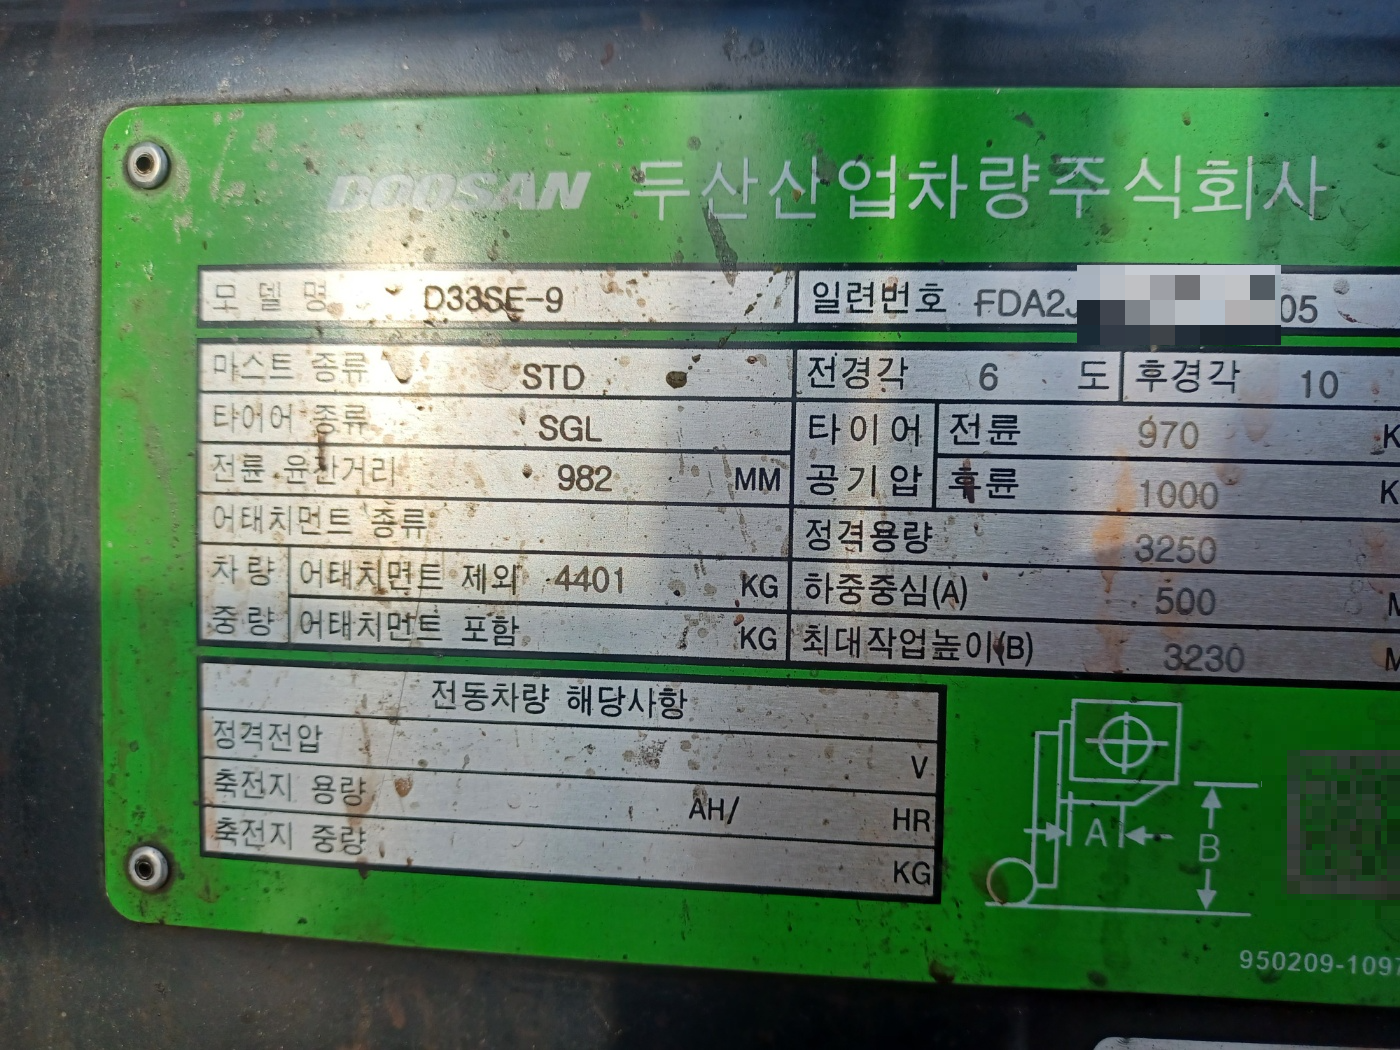 DOOSAN 두산산업차량주식회사
모 델 명 D33SE-9 일련번호 FDA2J 05
마스트 종류 STD 전경각 6 도 후경각 10
타이어 종류 SGL 타이어 전륜 970 K
전륜 윤간거리 982 MM 공기압 후륜 1000 K
어태치먼트 종류 정격용량 3250
차량 어태치먼트 제외 4401 KG 하중중심(A) 500 M
중량 어태치먼트 포함 KG 최대작업높이(B) 3230 M
전동차량 해당사항
정격전압 V
축전지 용량 AH/ HR
축전지 중량 KG
A
B
950209-1097